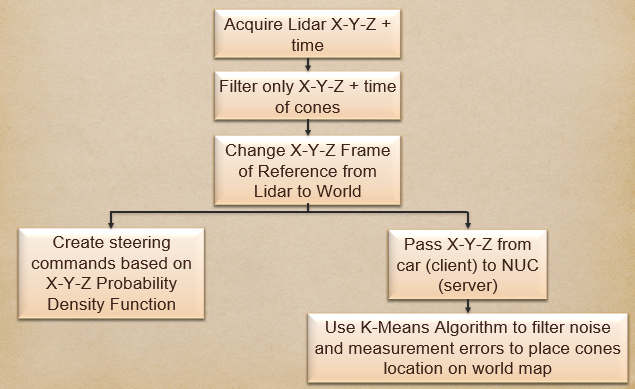 Acquire Lidar X-Y-Z +
time
Filter only X-Y-Z + time
of cones
Change X-Y-Z Frame
of Reference from
Lidar to World
Create steering
commands based on
X-Y-Z Probability
Density Function
Pass X-Y-Z from
car (client) to NUC
(server)
Use K-Means Algorithm to filter noise
and measurement errors to place cones
location on world map